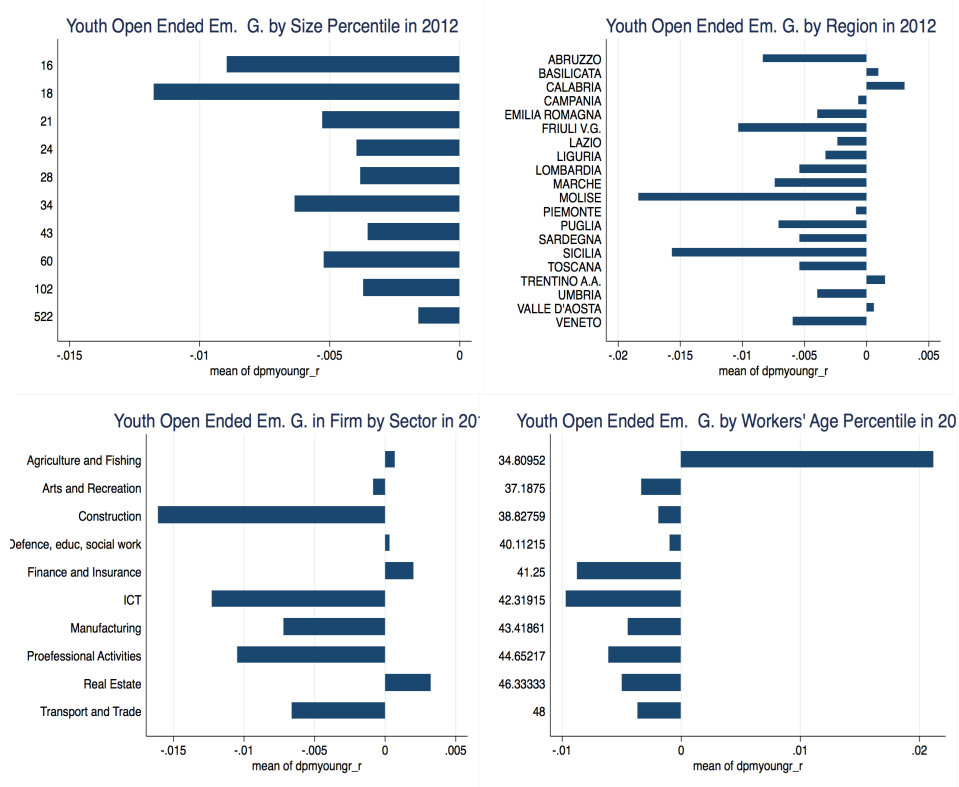 Youth Open Ended Em. G. by Size Percentile in 2012
16
18
21
24
28
34
43
60
102
522
-.015 -.01 -.005 0
mean of dpmyoungr_r
Youth Open Ended Em. G. by Region in 2012
ABRUZZO
BASILICATA
CALABRIA
CAMPANIA
EMILIA ROMAGNA
FRIULI V.G.
LAZIO
LIGURIA
LOMBARDIA
MARCHE
MOLISE
PIEMONTE
PUGLIA
SARDEGNA
SICILIA
TOSCANA
TRENTINO A.A.
UMBRIA
VALLE D'AOSTA
VENETO
-.02 -.015 -.01 -.005 0 .005
mean of dpmyoungr_r
Youth Open Ended Em. G. in Firm by Sector in 201
Agriculture and Fishing
Arts and Recreation
Construction
Defence, educ, social work
Finance and Insurance
ICT
Manufacturing
Proefessional Activities
Real Estate
Transport and Trade
-.015 -.01 -.005 0 .005
mean of dpmyoungr_r
Youth Open Ended Em. G. by Workers' Age Percentile in 20
34.80952
37.1875
38.82759
40.11215
41.25
42.31915
43.41861
44.65217
46.33333
48
-.01 0 .01 .02
mean of dpmyoungr_r